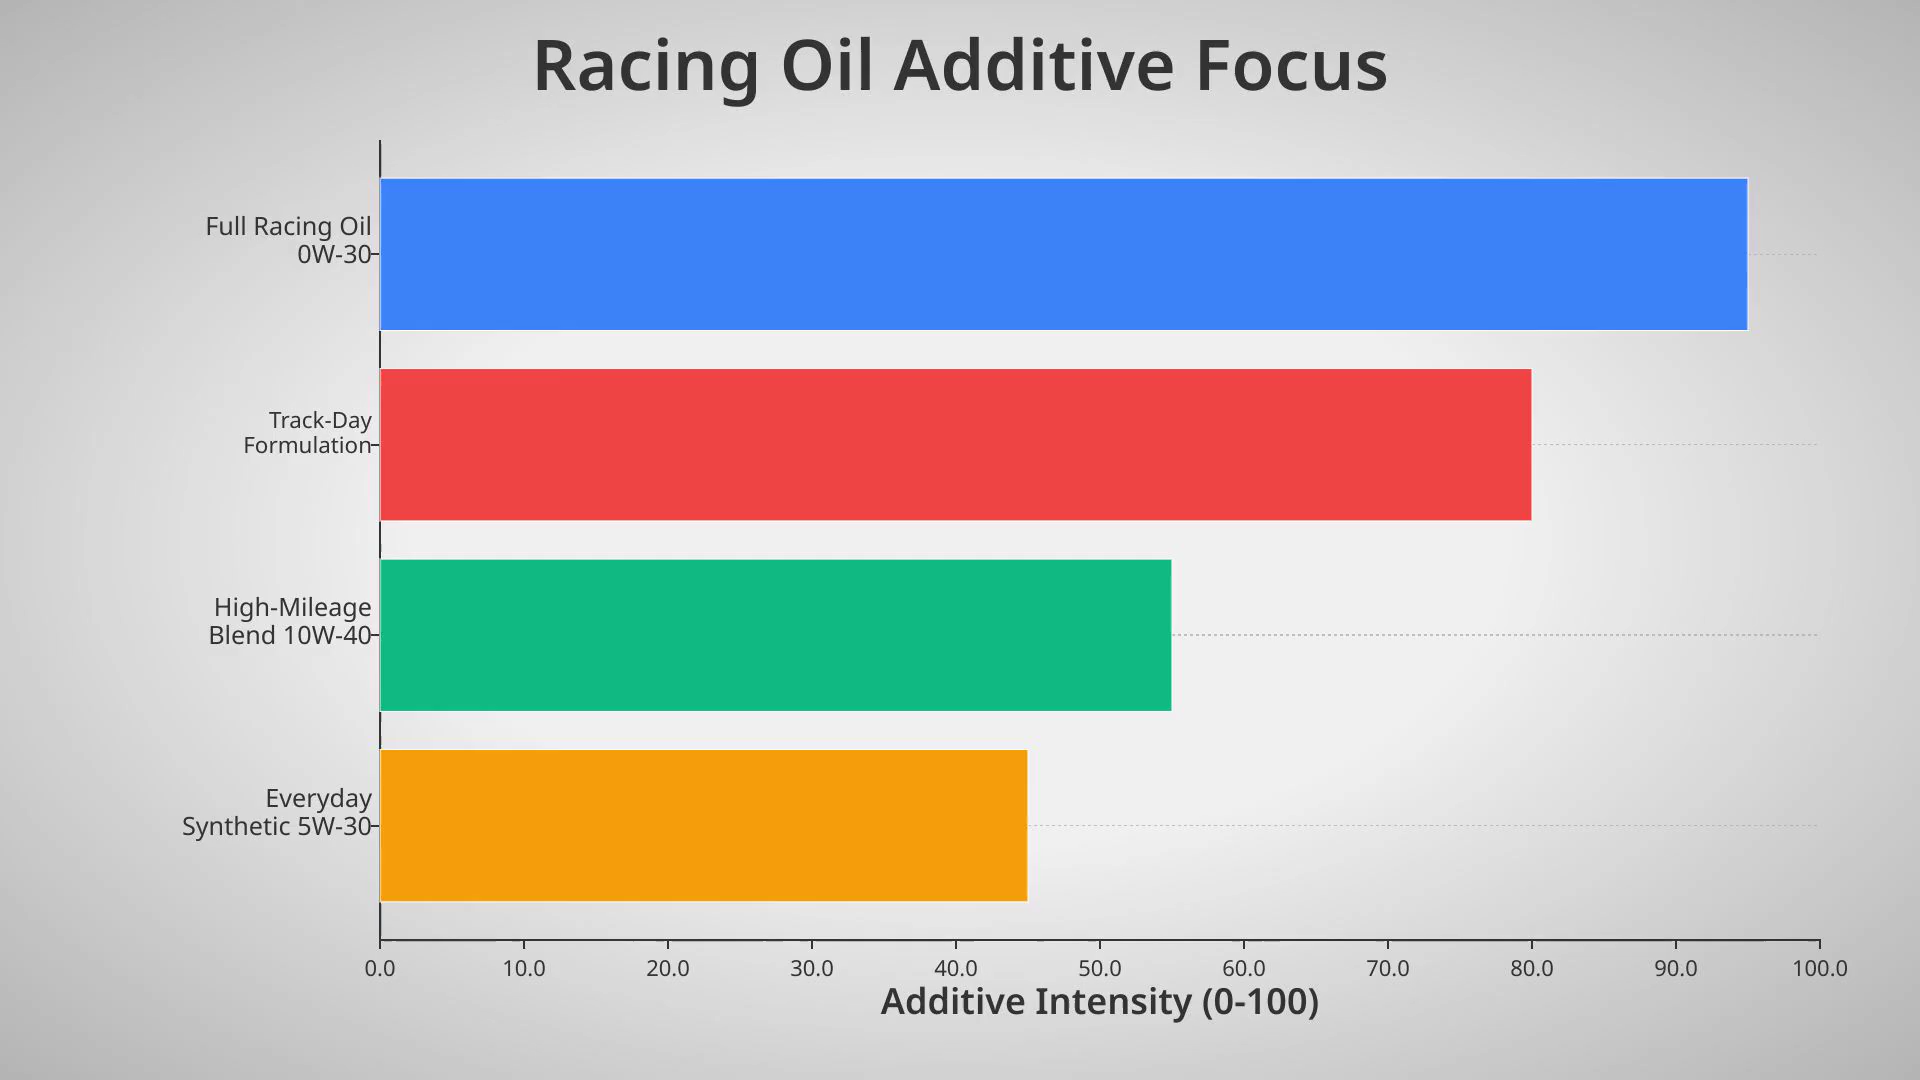 Racing Oil Additive Focus
Full Racing Oil
0W-30
Track-Day
Formulation
High-Mileage
Blend 10W-40
Everyday
Synthetic 5W-30
0.0 10.0 20.0 30.0 40.0 50.0 60.0 70.0 80.0 90.0 100.0
Additive Intensity (0-100)